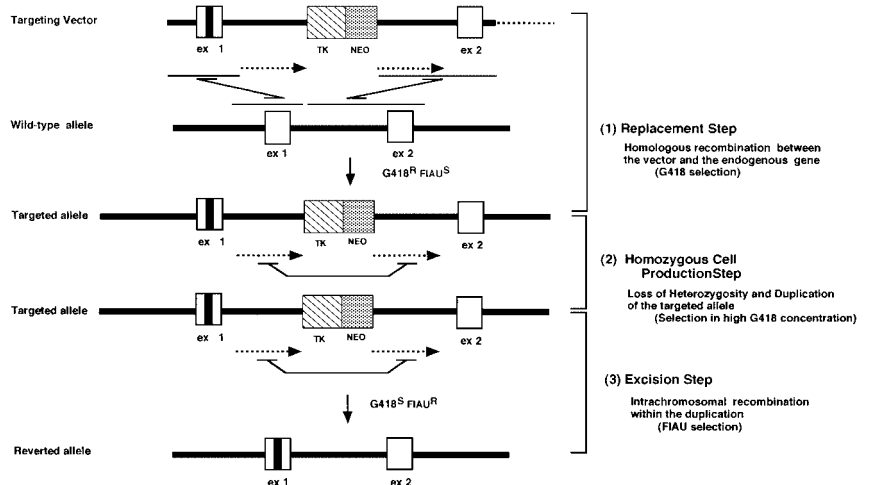 Targeting Vector
ex 1
TK
NEO
ex 2
Wild-type allele
ex 1
ex 2
G418R FIAUS
(1) Replacement Step
Homologous recombination between
the vector and the endogenous gene
(G418 selection)
Targeted allele
ex 1
TK
NEO
ex 2
(2) Homozygous Cell
ProductionStep
Loss of Heterozygosity and Duplication
of the targeted allele
(Selection in high G418 concentration)
Targeted allele
ex 1
TK
NEO
ex 2
(3) Excision Step
Intrachromosomal recombination
within the duplication
(FIAU selection)
G418S FIAUR
Reverted allele
ex 1
ex 2